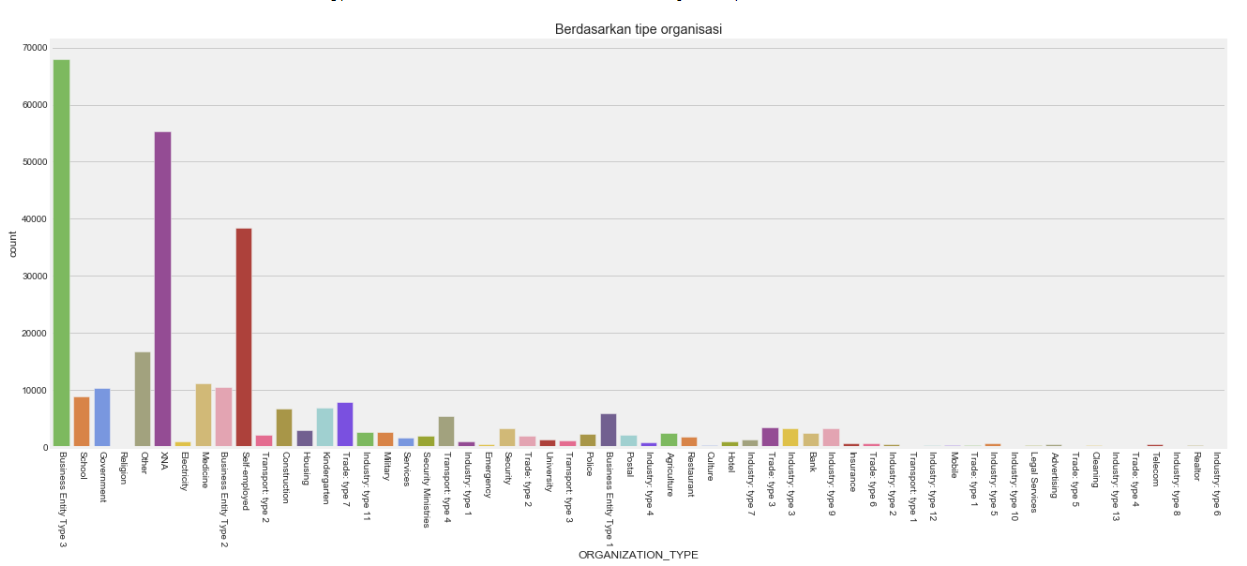 Berdasarkan tipe organisasi
70000
60000
50000
40000
30000
20000
10000
0
count
Business Entity Type 3
School
Government
Religion
Other
XNA
Electricity
Medicine
Business Entity Type 2
Self-employed
Transport: type 2
Construction
Housing
Kindergarten
Trade: type 7
Industry: type 11
Military
Services
Security Ministries
Transport: type 4
Industry: type 1
Emergency
Security
Trade: type 2
University
Transport: type 3
Police
Business Entity Type 1
Postal
Industry: type 4
Agriculture
Restaurant
Culture
Hotel
Industry: type 7
Trade: type 3
Industry: type 3
Bank
Industry: type 9
Insurance
Trade: type 6
Industry: type 2
Transport: type 1
Industry: type 12
Mobile
Trade: type 1
Industry: type 5
Industry: type 10
Legal Services
Advertising
Trade: type 5
Cleaning
Industry: type 13
Trade: type 4
Telecom
Industry: type 8
Realtor
Industry: type 6
ORGANIZATION_TYPE